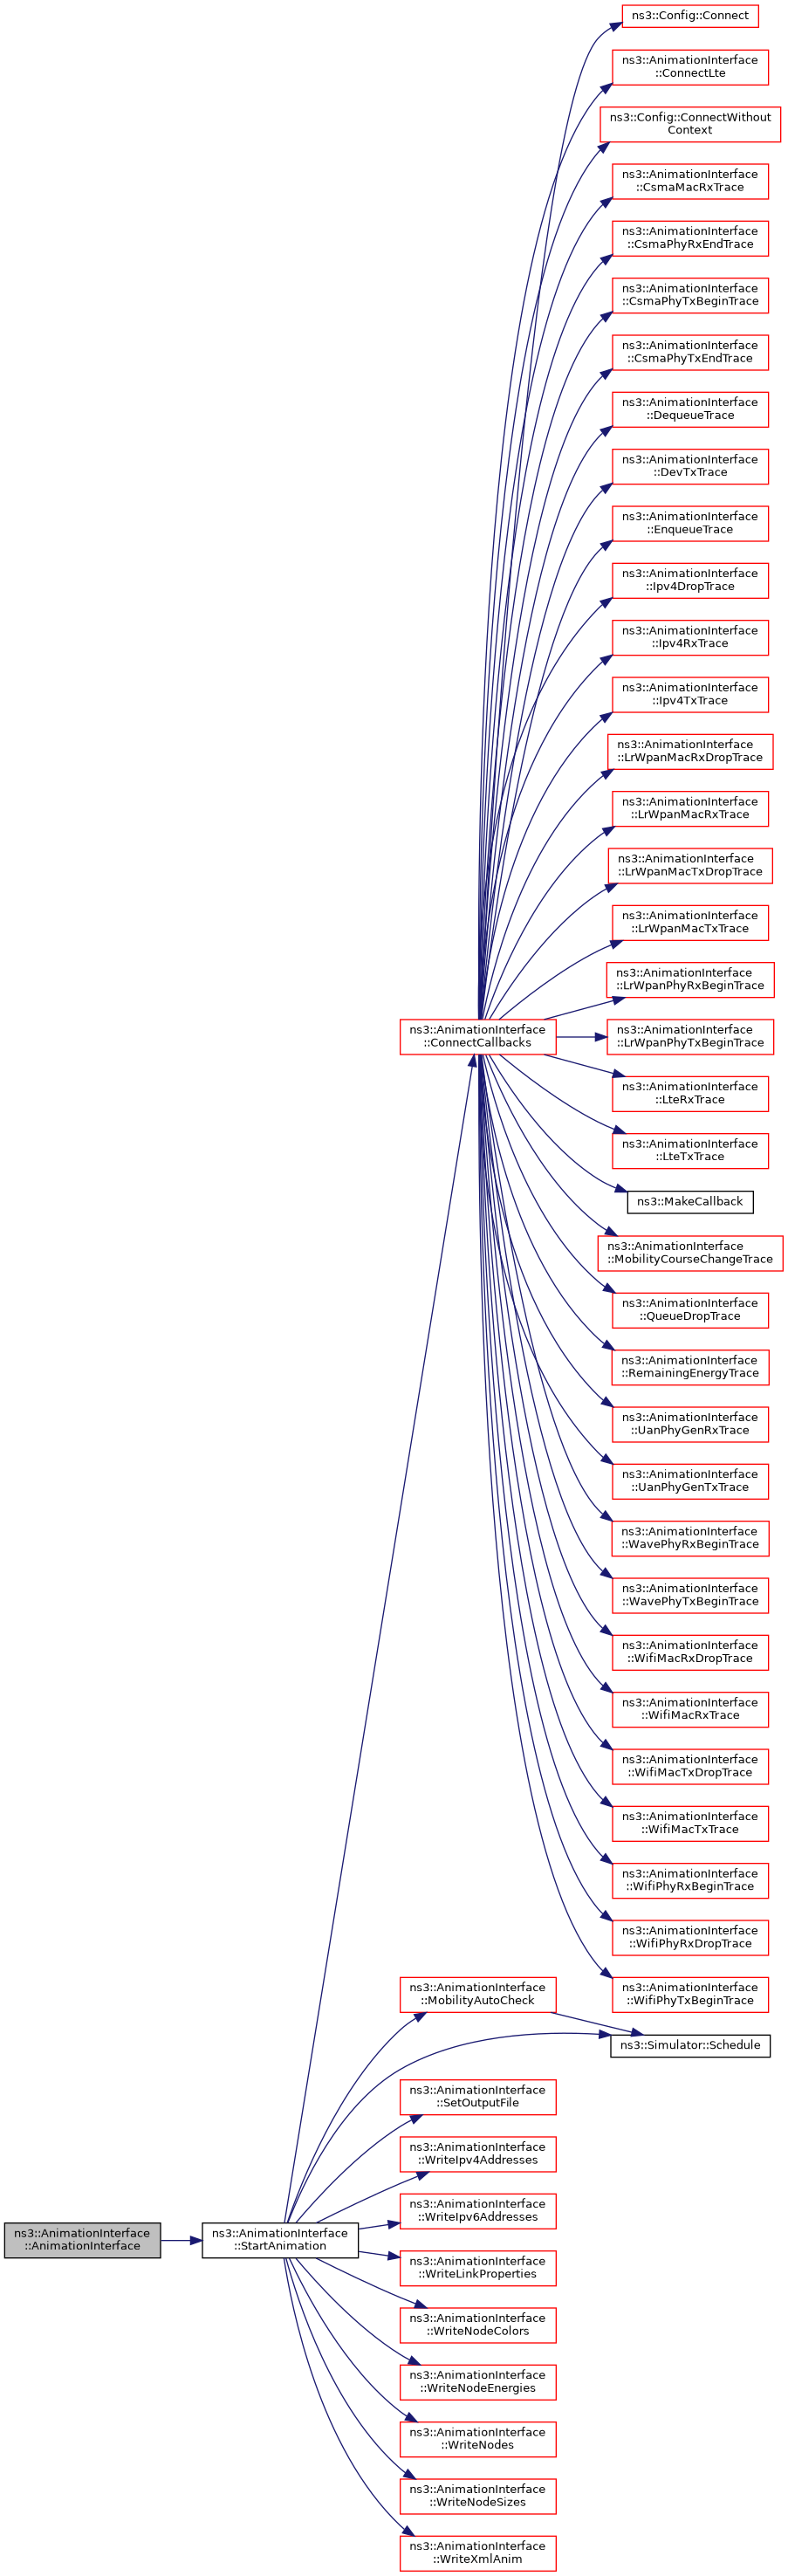 ns3::Config::Connect
ns3::AnimationInterface
::ConnectLte
ns3::Config::ConnectWithout
Context
ns3::AnimationInterface
::CsmaMacRxTrace
ns3::AnimationInterface
::CsmaPhyRxEndTrace
ns3::AnimationInterface
::CsmaPhyTxBeginTrace
ns3::AnimationInterface
::CsmaPhyTxEndTrace
ns3::AnimationInterface
::DequeueTrace
ns3::AnimationInterface
::DevTxTrace
ns3::AnimationInterface
::EnqueueTrace
ns3::AnimationInterface
::Ipv4DropTrace
ns3::AnimationInterface
::Ipv4RxTrace
ns3::AnimationInterface
::Ipv4TxTrace
ns3::AnimationInterface
::LrWpanMacRxDropTrace
ns3::AnimationInterface
::LrWpanMacRxTrace
ns3::AnimationInterface
::LrWpanMacTxDropTrace
ns3::AnimationInterface
::LrWpanMacTxTrace
ns3::AnimationInterface
::LrWpanPhyRxBeginTrace
ns3::AnimationInterface
::ConnectCallbacks
ns3::AnimationInterface
::LrWpanPhyTxBeginTrace
ns3::AnimationInterface
::LteRxTrace
ns3::AnimationInterface
::LteTxTrace
ns3::MakeCallback
ns3::AnimationInterface
::MobilityCourseChangeTrace
ns3::AnimationInterface
::QueueDropTrace
ns3::AnimationInterface
::RemainingEnergyTrace
ns3::AnimationInterface
::UanPhyGenRxTrace
ns3::AnimationInterface
::UanPhyGenTxTrace
ns3::AnimationInterface
::WavePhyRxBeginTrace
ns3::AnimationInterface
::WavePhyTxBeginTrace
ns3::AnimationInterface
::WifiMacRxDropTrace
ns3::AnimationInterface
::WifiMacRxTrace
ns3::AnimationInterface
::WifiMacTxDropTrace
ns3::AnimationInterface
::WifiMacTxTrace
ns3::AnimationInterface
::WifiPhyRxBeginTrace
ns3::AnimationInterface
::WifiPhyRxDropTrace
ns3::AnimationInterface
::WifiPhyTxBeginTrace
ns3::AnimationInterface
::MobilityAutoCheck
ns3::Simulator::Schedule
ns3::AnimationInterface
::SetOutputFile
ns3::AnimationInterface
::WriteIpv4Addresses
ns3::AnimationInterface
::WriteIpv6Addresses
ns3::AnimationInterface
::AnimationInterface
ns3::AnimationInterface
::StartAnimation
ns3::AnimationInterface
::WriteLinkProperties
ns3::AnimationInterface
::WriteNodeColors
ns3::AnimationInterface
::WriteNodeEnergies
ns3::AnimationInterface
::WriteNodes
ns3::AnimationInterface
::WriteNodeSizes
ns3::AnimationInterface
::WriteXmlAnim